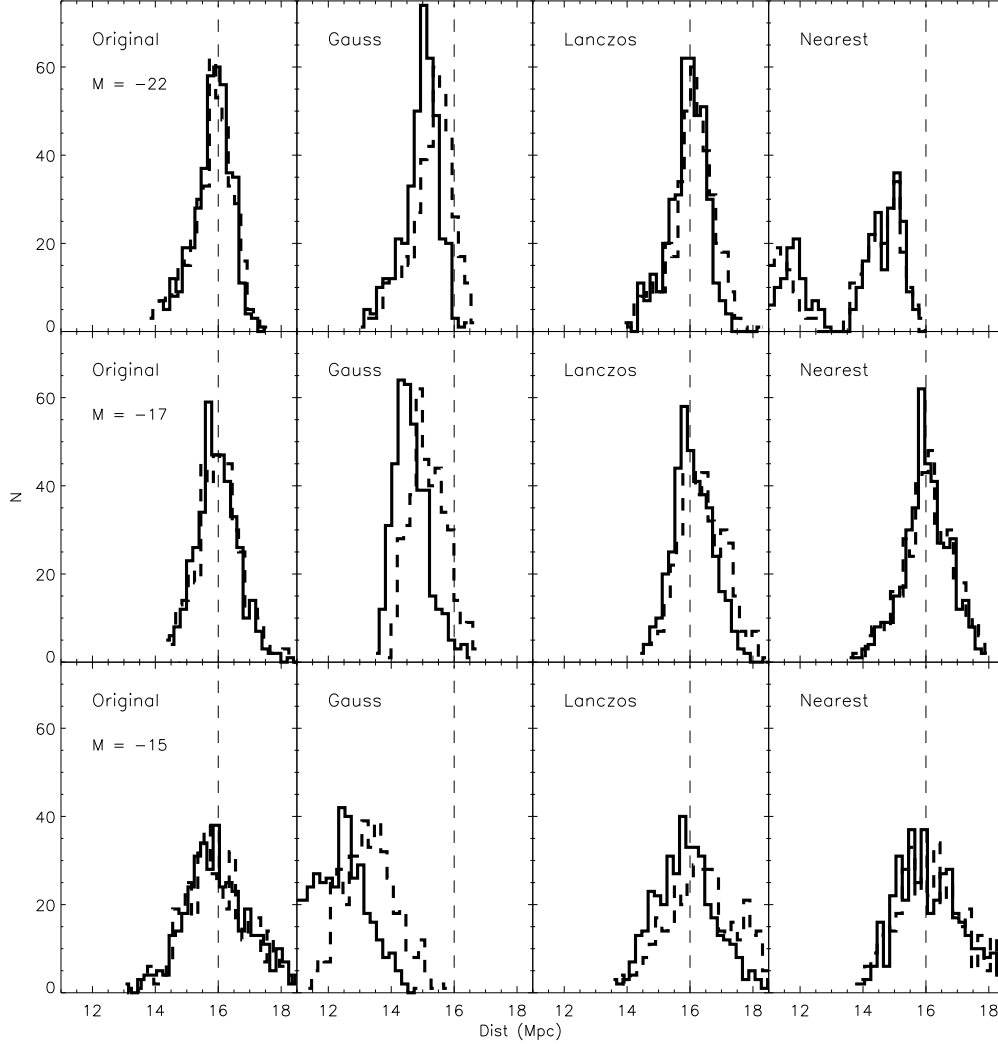 Original Gauss Lanczos Nearest
M = −22
60
40
20
0
Original Gauss Lanczos Nearest
M = −17
60
40
20
0
N
Original Gauss Lanczos Nearest
M = −15
60
40
20
0
12 14 16 18 12 14 16 18 12 14 16 18 12 14 16 18
Dist (Mpc)